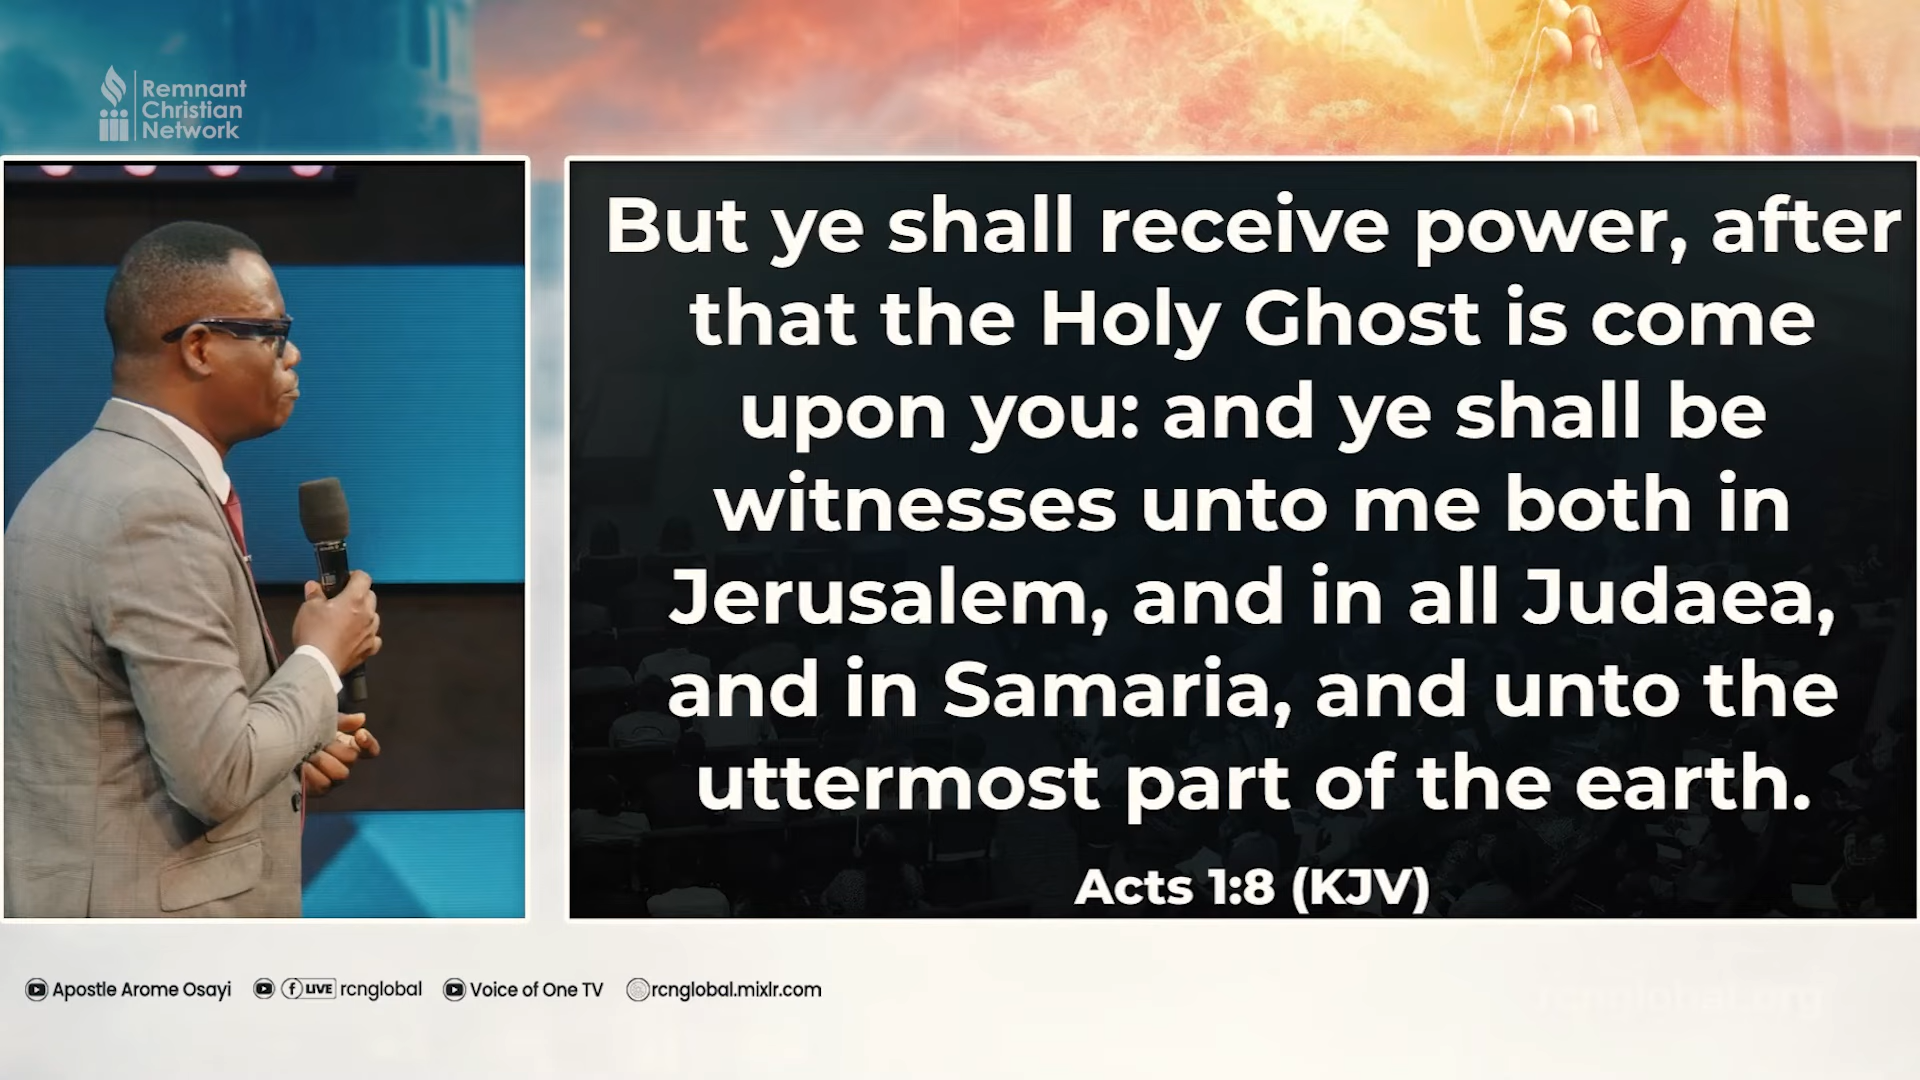 Remnant
Christian
Network
But ye shall receive power, after
that the Holy Ghost is come
upon you: and ye shall be
witnesses unto me both in
Jerusalem, and in all Judaea,
and in Samaria, and unto the
uttermost part of the earth.
Acts 1:8 (KJV)
Apostle Arome Osayi LIVE rcnglobal Voice of One TV rcnglobal.mixlr.com
rcnglobal.org